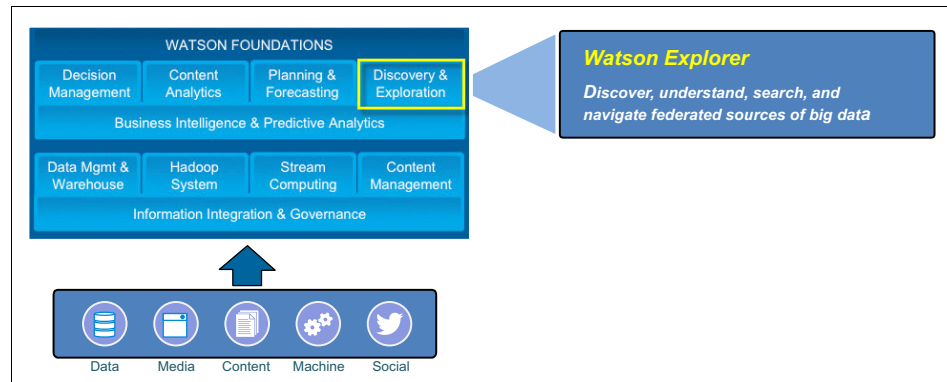 WATSON FOUNDATIONS
Decision
Management
Content
Analytics
Planning &
Forecasting
Discovery &
Exploration
Business Intelligence & Predictive Analytics
Data Mgmt &
Warehouse
Hadoop
System
Stream
Computing
Content
Management
Information Integration & Governance
Watson Explorer
Discover, understand, search, and
navigate federated sources of big data
Data
Media
Content
Machine
Social